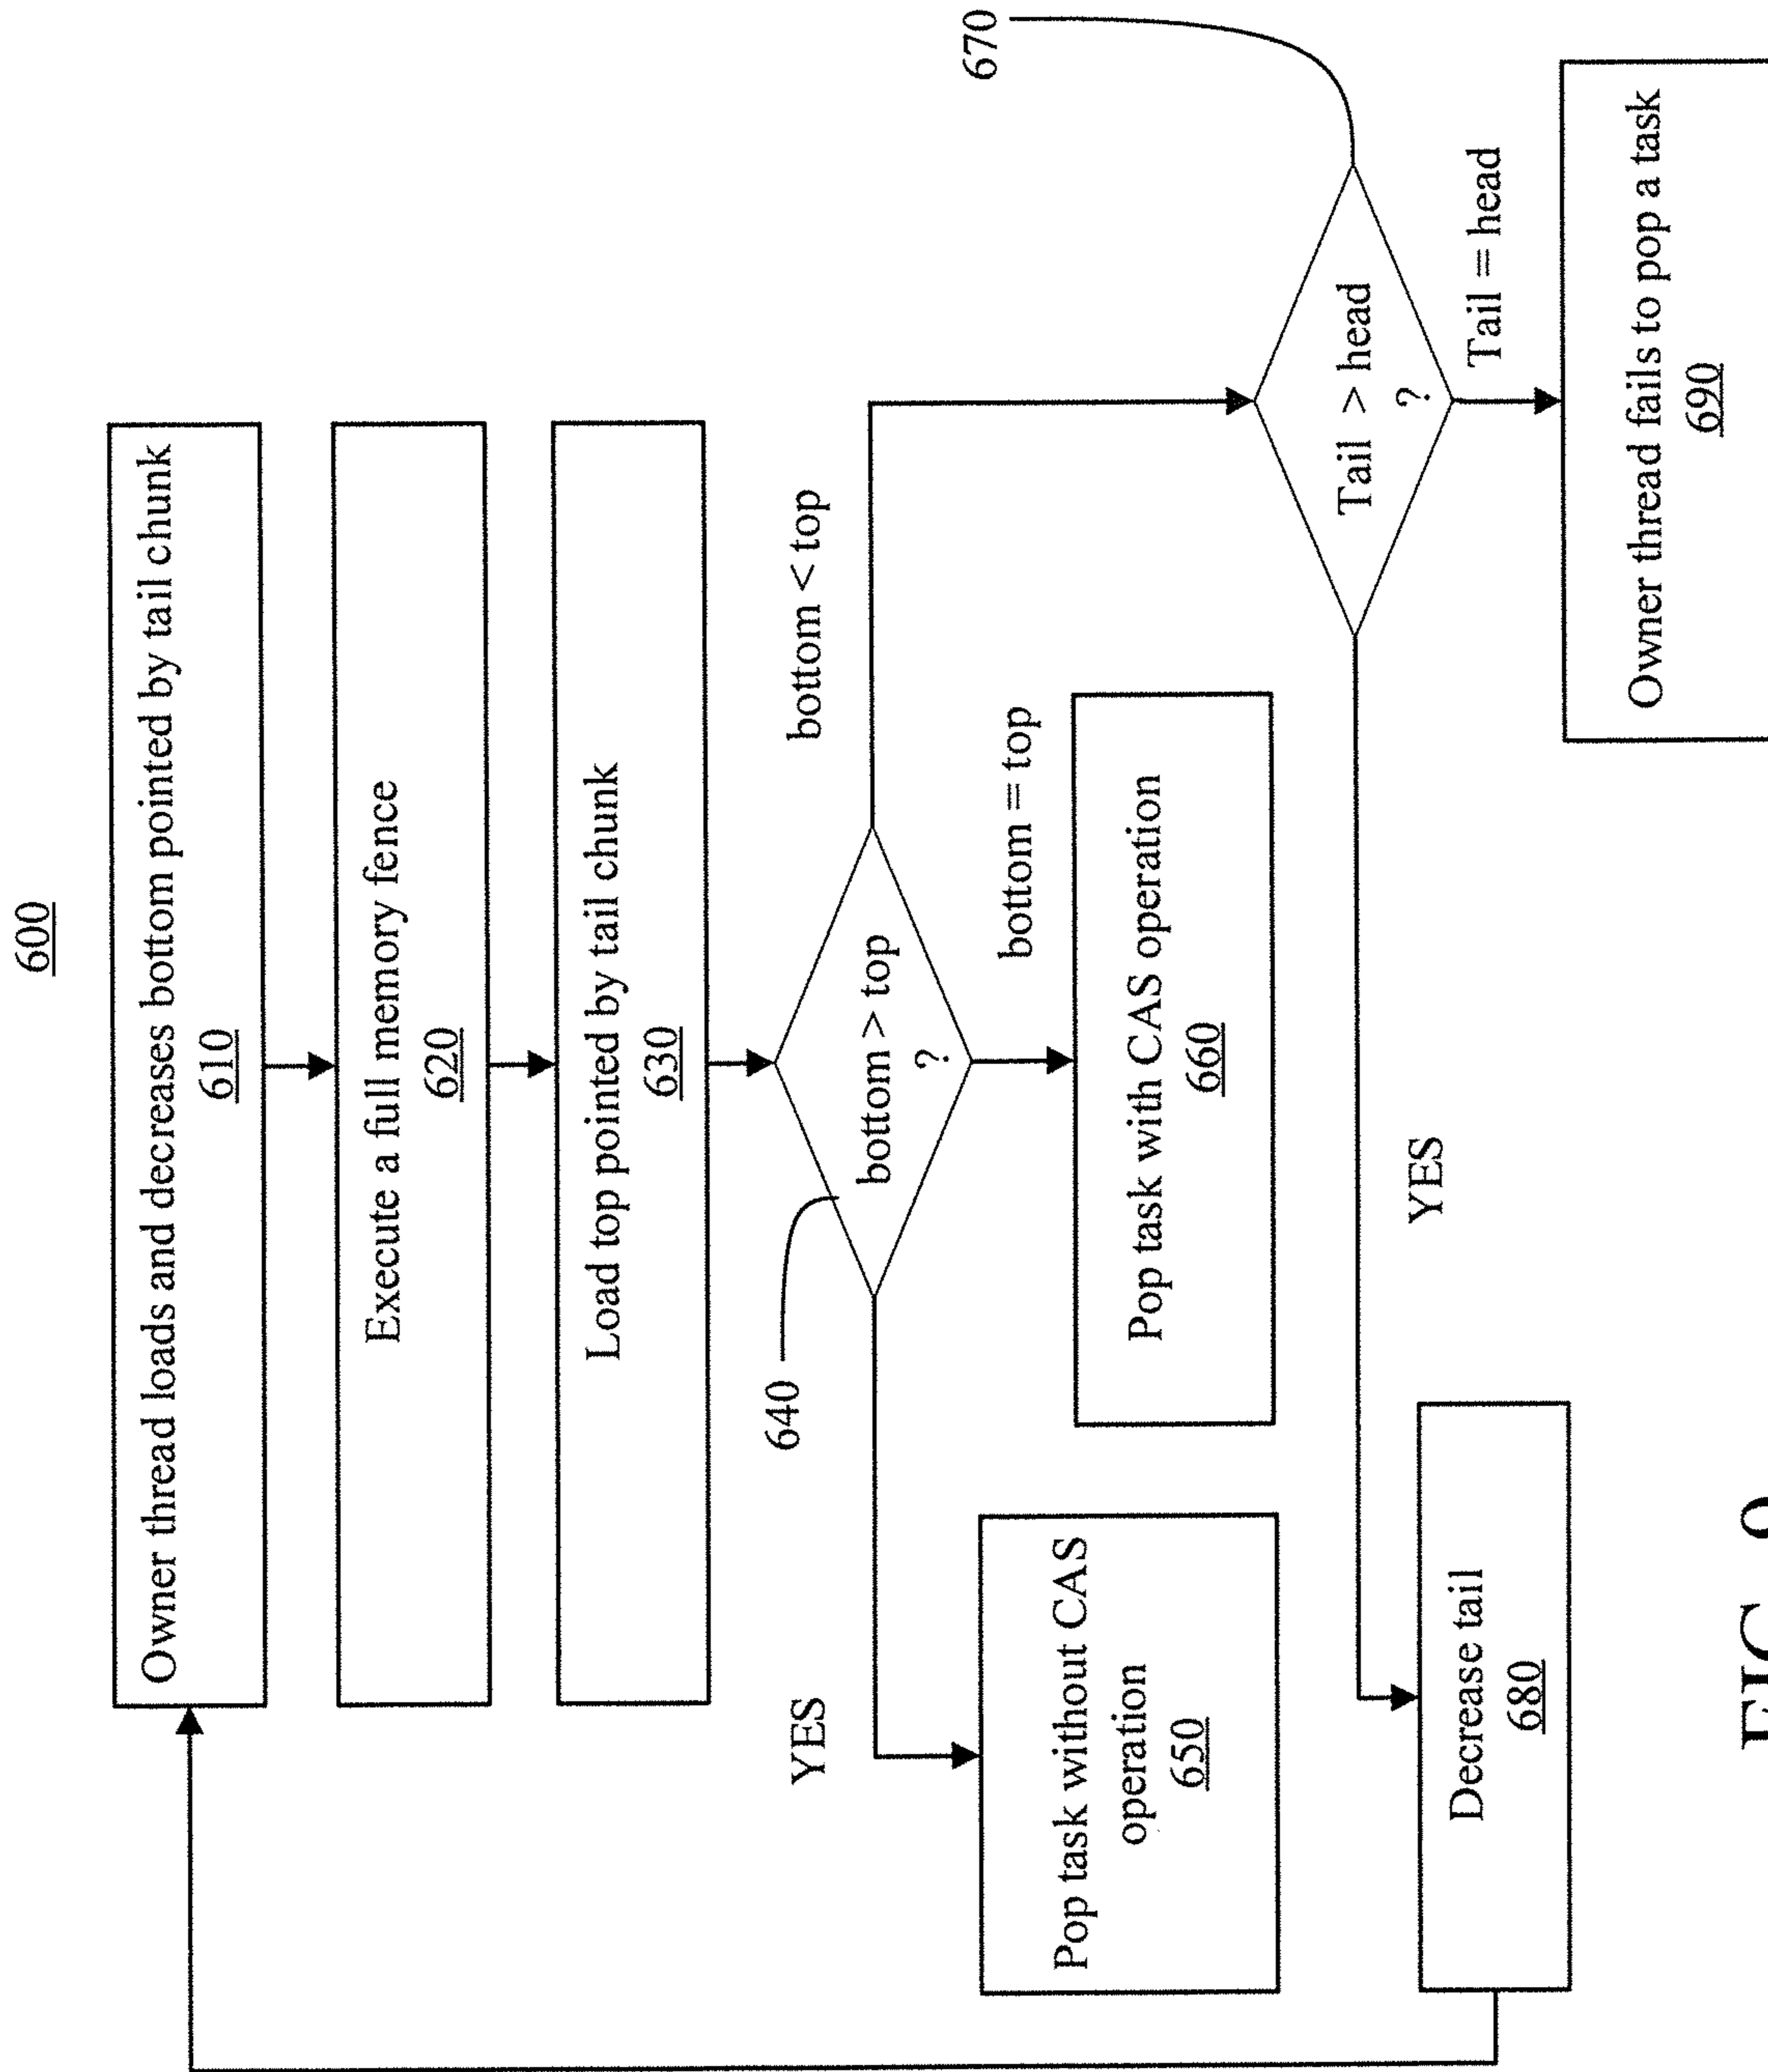 600
Owner thread loads and decreases bottom pointed by tail chunk
610
Execute a full memory fence
620
Load top pointed by tail chunk
630
640
bottom > top
?
YES
bottom < top
bottom = top
Pop task without CAS
operation
650
Pop task with CAS operation
660
670
Tail > head
?
YES
Tail = head
Decrease tail
680
Owner thread fails to pop a task
690
FIG